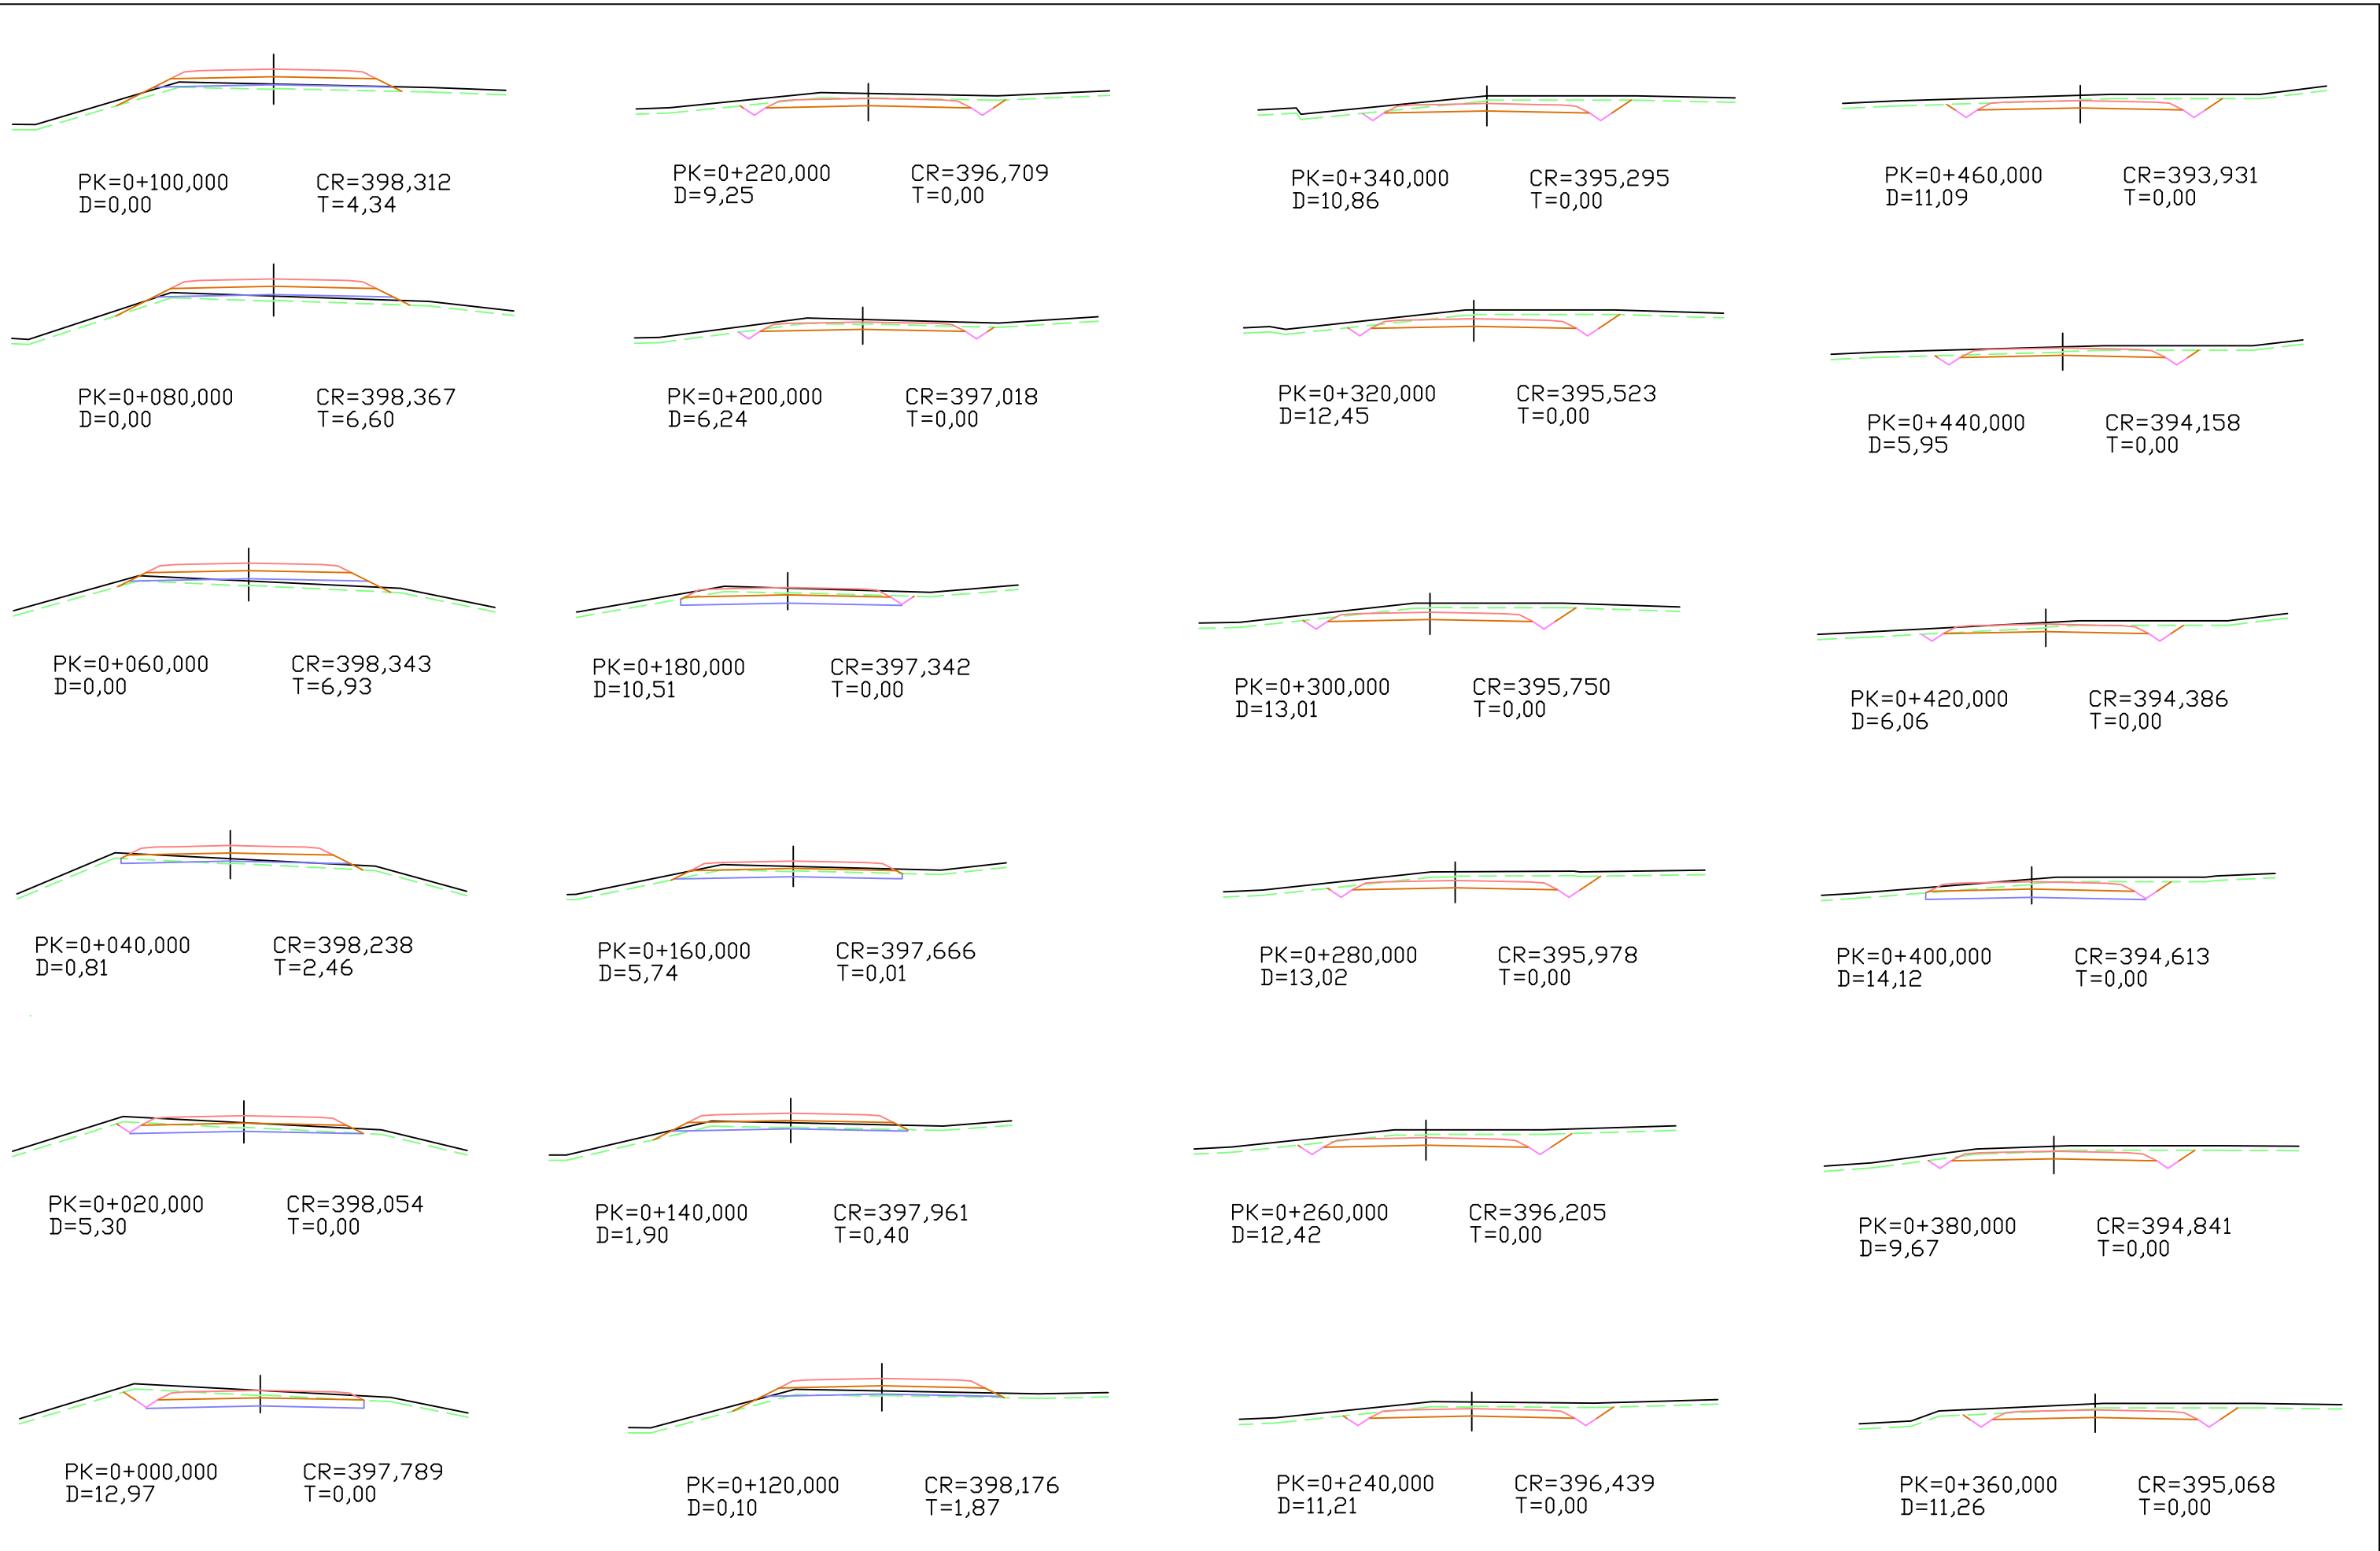 PK=0+100,000 CR=398,312
D=0,00 T=4,34
PK=0+220,000 CR=396,709
D=9,25 T=0,00
PK=0+340,000 CR=395,295
D=10,86 T=0,00
PK=0+460,000 CR=393,931
D=11,09 T=0,00
PK=0+080,000 CR=398,367
D=0,00 T=6,60
PK=0+200,000 CR=397,018
D=6,24 T=0,00
PK=0+320,000 CR=395,523
D=12,45 T=0,00
PK=0+440,000 CR=394,158
D=5,95 T=0,00
PK=0+060,000 CR=398,343
D=0,00 T=6,93
PK=0+180,000 CR=397,342
D=10,51 T=0,00
PK=0+300,000 CR=395,750
D=13,01 T=0,00
PK=0+420,000 CR=394,386
D=6,06 T=0,00
PK=0+040,000 CR=398,238
D=0,81 T=2,46
PK=0+160,000 CR=397,666
D=5,74 T=0,01
PK=0+280,000 CR=395,978
D=13,02 T=0,00
PK=0+400,000 CR=394,613
D=14,12 T=0,00
PK=0+020,000 CR=398,054
D=5,30 T=0,00
PK=0+140,000 CR=397,961
D=1,90 T=0,40
PK=0+260,000 CR=396,205
D=12,42 T=0,00
PK=0+380,000 CR=394,841
D=9,67 T=0,00
PK=0+000,000 CR=397,789
D=12,97 T=0,00
PK=0+120,000 CR=398,176
D=0,10 T=1,87
PK=0+240,000 CR=396,439
D=11,21 T=0,00
PK=0+360,000 CR=395,068
D=11,26 T=0,00